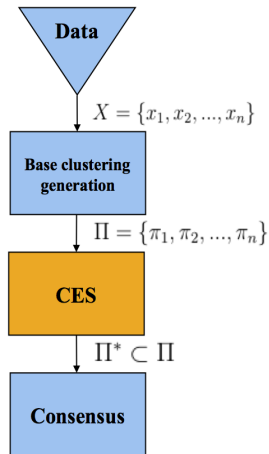 Data
X = {x₁, x₂, ..., xₙ}
Base clustering
generation
Π = {π₁, π₂, ..., πₙ}
CES
Π* ⊂ Π
Consensus